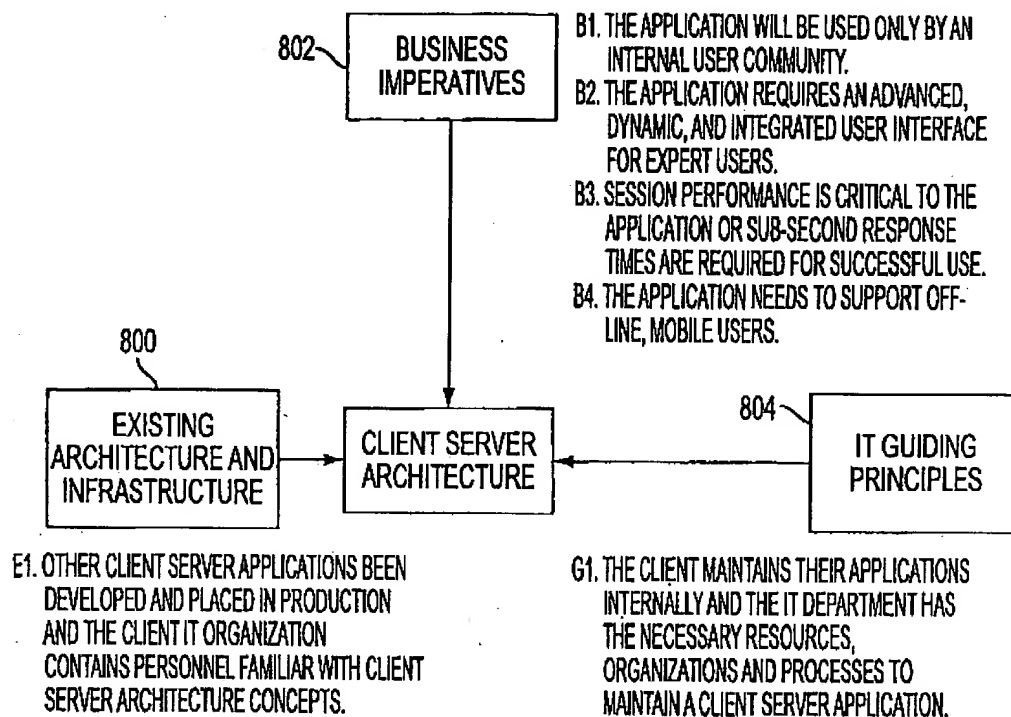 802
BUSINESS
IMPERATIVES
B1. THE APPLICATION WILL BE USED ONLY BY AN
INTERNAL USER COMMUNITY.
B2. THE APPLICATION REQUIRES AN ADVANCED,
DYNAMIC, AND INTEGRATED USER INTERFACE
FOR EXPERT USERS.
B3. SESSION PERFORMANCE IS CRITICAL TO THE
APPLICATION OR SUB-SECOND RESPONSE
TIMES ARE REQUIRED FOR SUCCESSFUL USE.
B4. THE APPLICATION NEEDS TO SUPPORT OFF-
LINE, MOBILE USERS.
800
EXISTING
ARCHITECTURE AND
INFRASTRUCTURE
CLIENT SERVER
ARCHITECTURE
804
IT GUIDING
PRINCIPLES
E1. OTHER CLIENT SERVER APPLICATIONS BEEN
DEVELOPED AND PLACED IN PRODUCTION
AND THE CLIENT IT ORGANIZATION
CONTAINS PERSONNEL FAMILIAR WITH CLIENT
SERVER ARCHITECTURE CONCEPTS.
G1. THE CLIENT MAINTAINS THEIR APPLICATIONS
INTERNALLY AND THE IT DEPARTMENT HAS
THE NECESSARY RESOURCES,
ORGANIZATIONS AND PROCESSES TO
MAINTAIN A CLIENT SERVER APPLICATION.